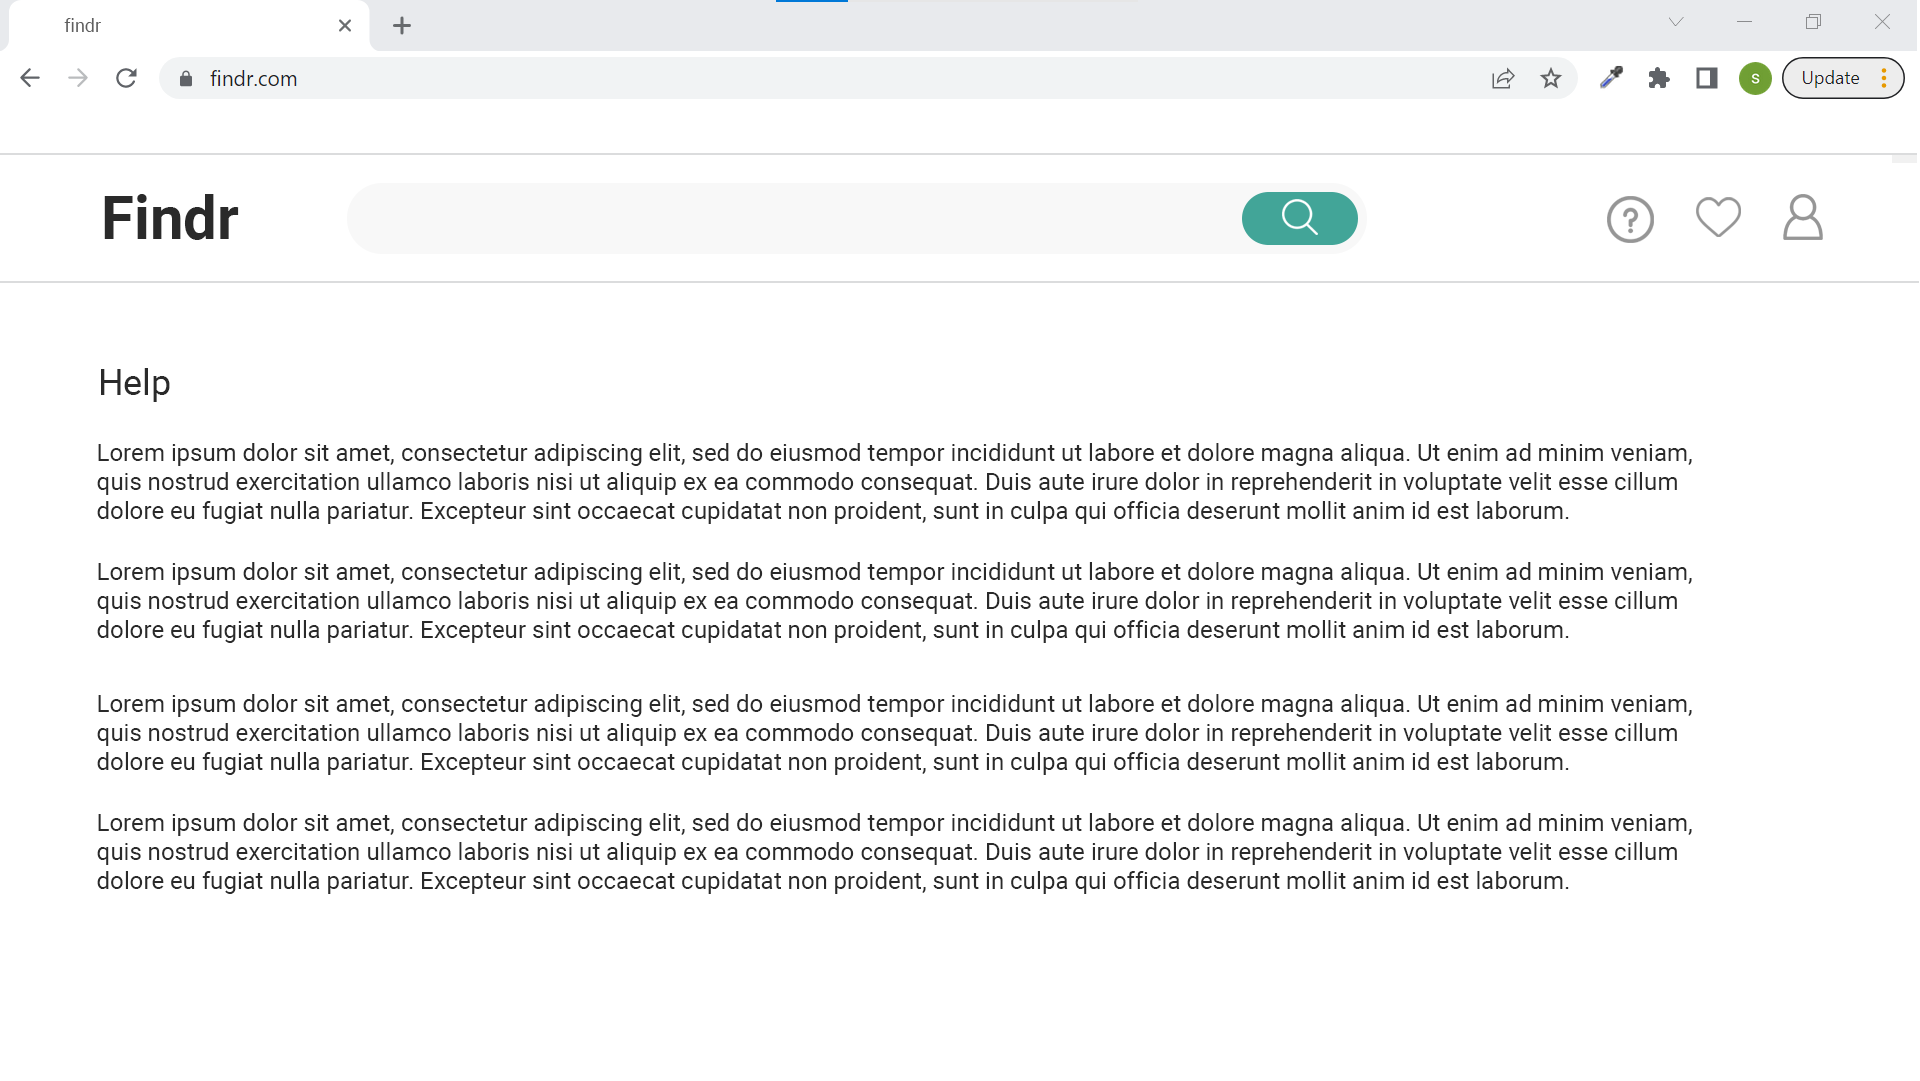 findr
findr.com
s
Update
Findr
Help
Lorem ipsum dolor sit amet, consectetur adipiscing elit, sed do eiusmod tempor incididunt ut labore et dolore magna aliqua. Ut enim ad minim veniam,
quis nostrud exercitation ullamco laboris nisi ut aliquip ex ea commodo consequat. Duis aute irure dolor in reprehenderit in voluptate velit esse cillum
dolore eu fugiat nulla pariatur. Excepteur sint occaecat cupidatat non proident, sunt in culpa qui officia deserunt mollit anim id est laborum.
Lorem ipsum dolor sit amet, consectetur adipiscing elit, sed do eiusmod tempor incididunt ut labore et dolore magna aliqua. Ut enim ad minim veniam,
quis nostrud exercitation ullamco laboris nisi ut aliquip ex ea commodo consequat. Duis aute irure dolor in reprehenderit in voluptate velit esse cillum
dolore eu fugiat nulla pariatur. Excepteur sint occaecat cupidatat non proident, sunt in culpa qui officia deserunt mollit anim id est laborum.
Lorem ipsum dolor sit amet, consectetur adipiscing elit, sed do eiusmod tempor incididunt ut labore et dolore magna aliqua. Ut enim ad minim veniam,
quis nostrud exercitation ullamco laboris nisi ut aliquip ex ea commodo consequat. Duis aute irure dolor in reprehenderit in voluptate velit esse cillum
dolore eu fugiat nulla pariatur. Excepteur sint occaecat cupidatat non proident, sunt in culpa qui officia deserunt mollit anim id est laborum.
Lorem ipsum dolor sit amet, consectetur adipiscing elit, sed do eiusmod tempor incididunt ut labore et dolore magna aliqua. Ut enim ad minim veniam,
quis nostrud exercitation ullamco laboris nisi ut aliquip ex ea commodo consequat. Duis aute irure dolor in reprehenderit in voluptate velit esse cillum
dolore eu fugiat nulla pariatur. Excepteur sint occaecat cupidatat non proident, sunt in culpa qui officia deserunt mollit anim id est laborum.